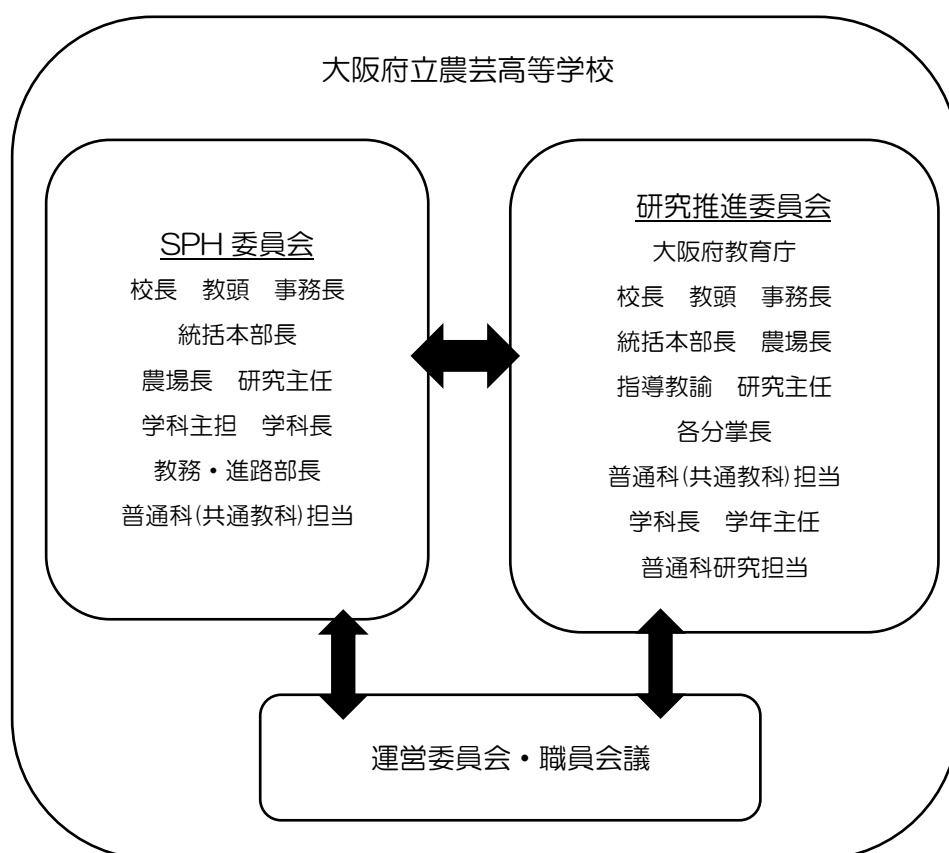 大阪府立農芸高等学校
SPH 委員会
校長　教頭　事務長
統括本部長
農場長　研究主任
学科主担　学科長
教務・進路部長
普通科(共通教科)担当
研究推進委員会
大阪府教育庁
校長　教頭　事務長
統括本部長　農場長
指導教諭　研究主任
各分掌長
普通科(共通教科)担当
学科長　学年主任
普通科研究担当
運営委員会・職員会議